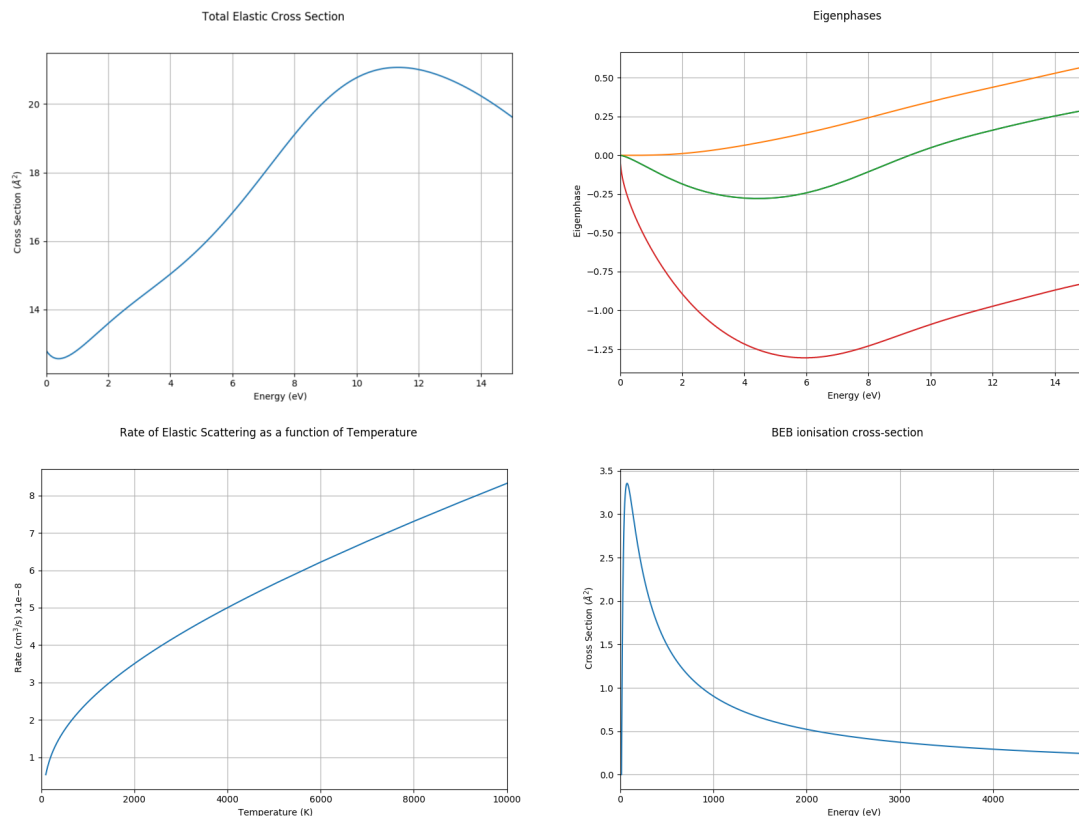 Total Elastic Cross Section
20
18
16
14
Cross Section (Å²)
0 2 4 6 8 10 12 14
Energy (eV)
Eigenphases
0.50
0.25
0.00
−0.25
−0.50
−0.75
−1.00
−1.25
Eigenphase
0 2 4 6 8 10 12 14
Energy (eV)
Rate of Elastic Scattering as a function of Temperature
8
7
6
5
4
3
2
1
Rate (cm³/s) x1e−8
0 2000 4000 6000 8000 10000
Temperature (K)
BEB ionisation cross-section
3.5
3.0
2.5
2.0
1.5
1.0
0.5
0.0
Cross Section (Å²)
0 1000 2000 3000 4000
Energy (eV)